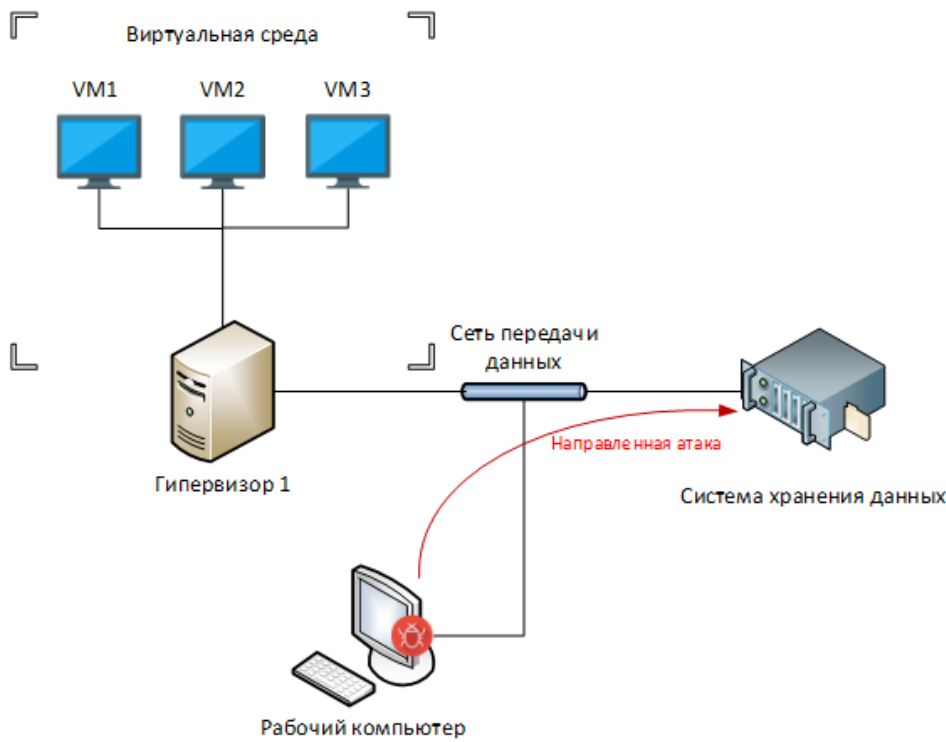 Виртуальная среда
VM1
VM2
VM3
Сеть передачи
данных
Направленная атака
Гипервизор 1
Система хранения данных
Рабочий компьютер